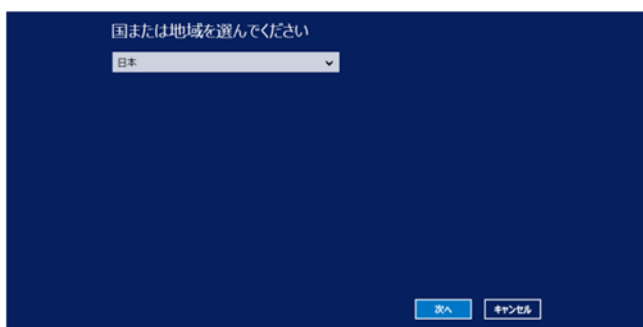 国または地域を選んでください
日本
次へ
キャンセル